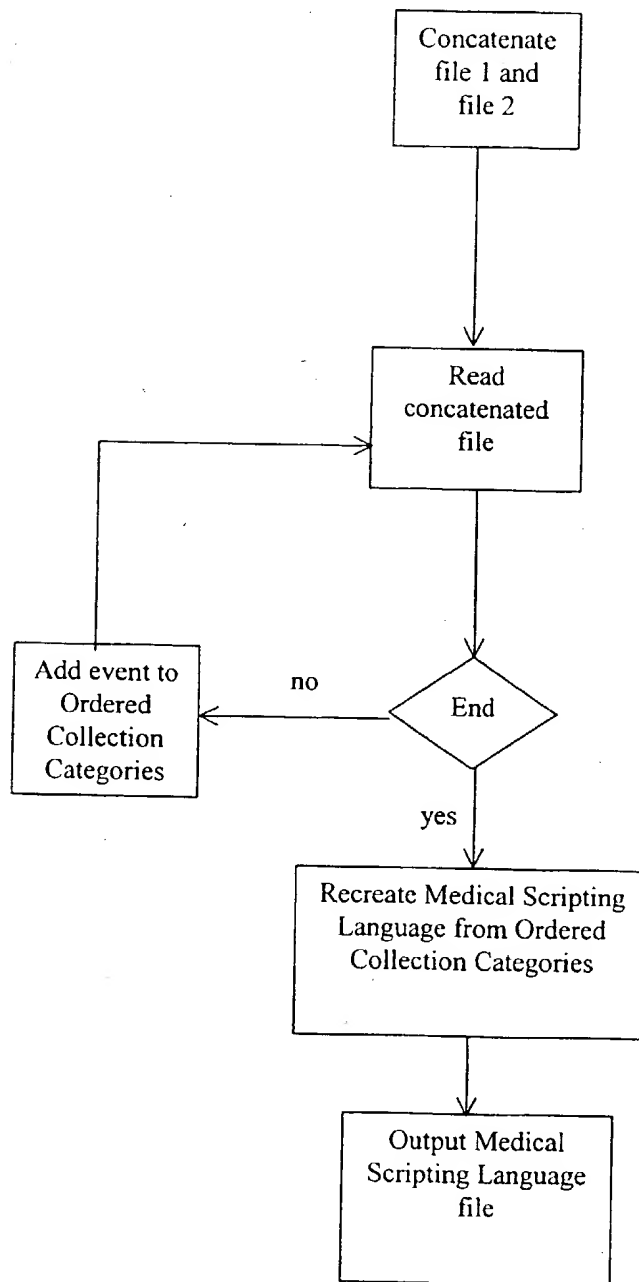 Concatenate
file 1 and
file 2
Read
concatenated
file
End
no
Add event to
Ordered
Collection
Categories
yes
Recreate Medical Scripting
Language from Ordered
Collection Categories
Output Medical
Scripting Language
file